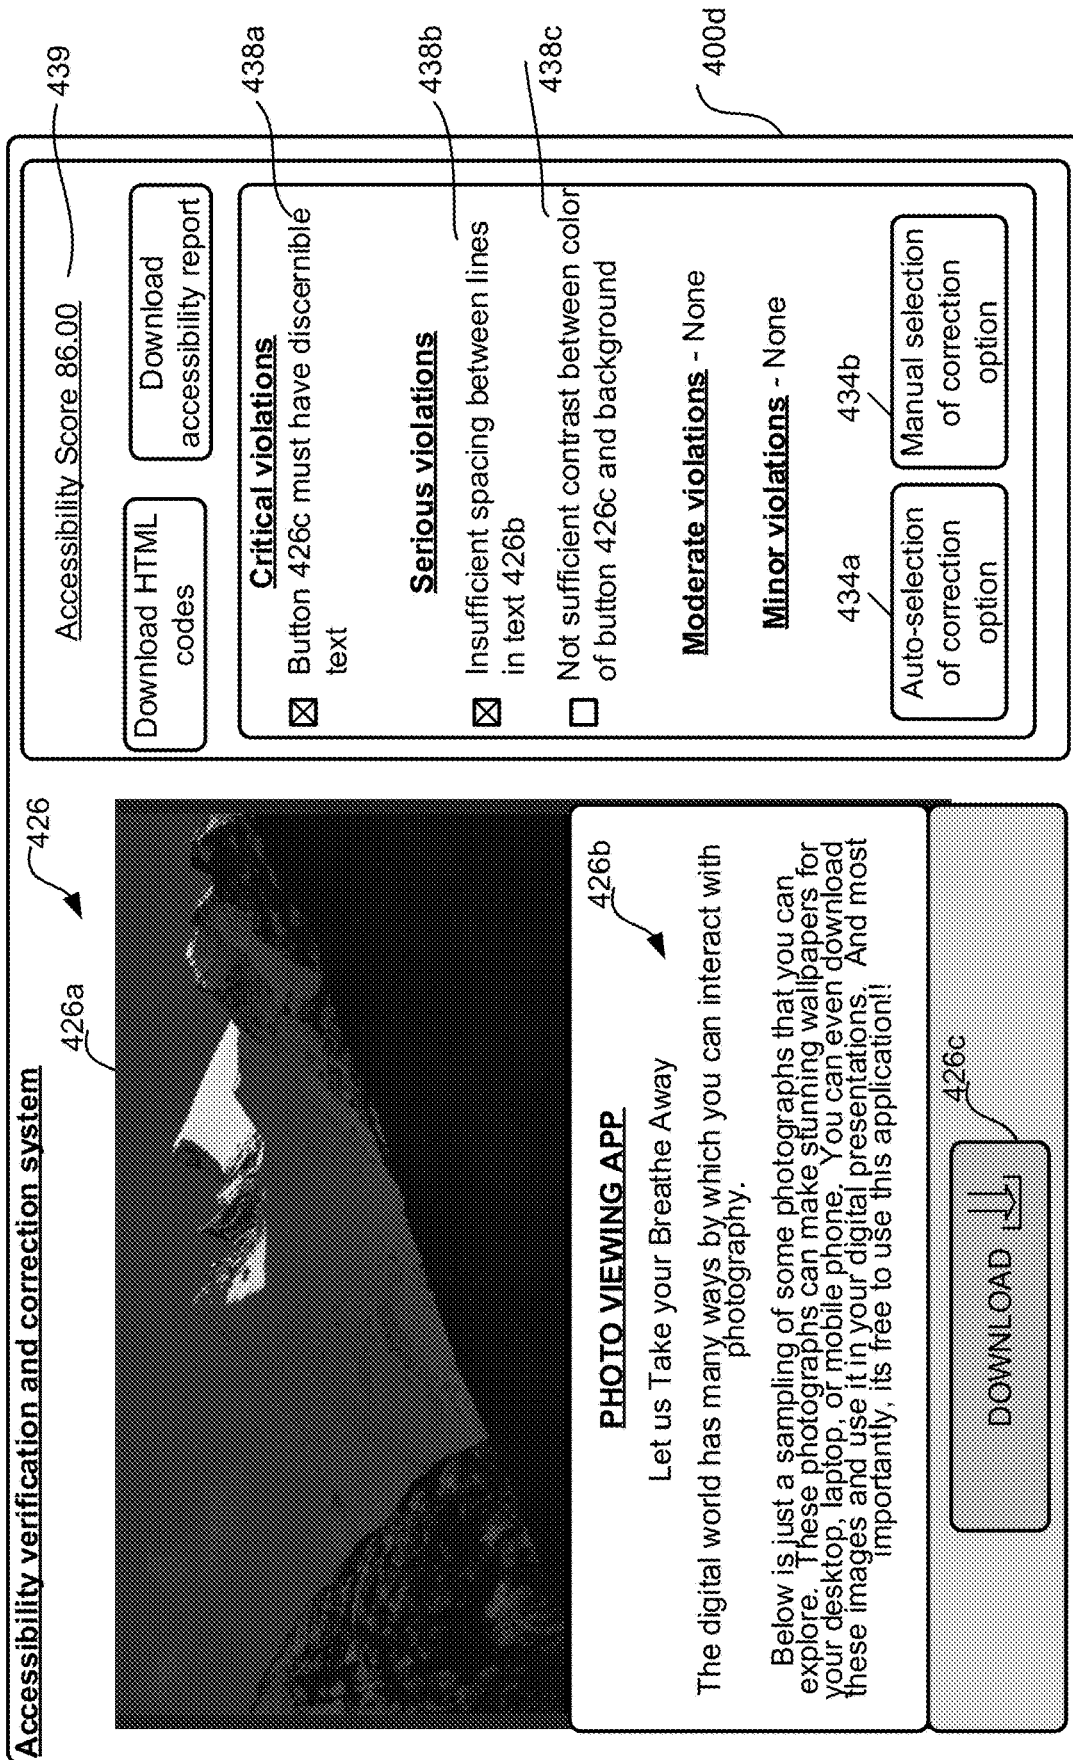 Accessibility verification and correction system
426
426a
PHOTO VIEWING APP
426b
Let us Take your Breathe Away
The digital world has many ways by which you can interact with
photography.
Below is just a sampling of some photographs that you can
explore. These photographs can make stunning wallpapers for
your desktop, laptop, or mobile phone. You can even download
these images and use it in your digital presentations. And most
importantly, its free to use this application!!
426c
DOWNLOAD
Accessibility Score 86.00
439
Download HTML
codes
Download
accessibility report
Critical violations
438a
Button 426c must have discernible
text
Serious violations
438b
Insufficient spacing between lines
in text 426b
438c
Not sufficient contrast between color
of button 426c and background
Moderate violations - None
Minor violations - None
434a
434b
Auto-selection
of correction
option
Manual selection
of correction
option
400d